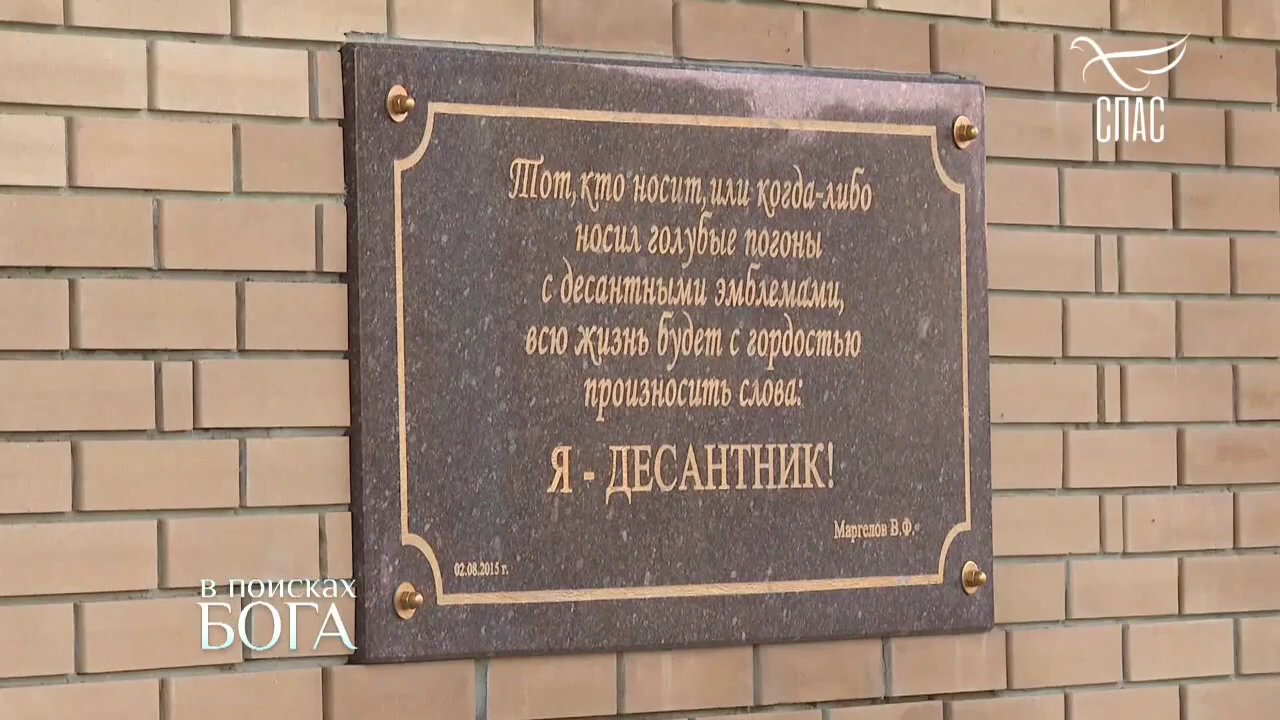 СПАС
Тот, кто носит, или когда-либо
носил голубые погоны
с десантными эмблемами,
всю жизнь будет с гордостью
произносить слова:
Я - ДЕСАНТНИК!
Маргелов В.Ф.
02.08.2015 г.
В ПОИСКАХ
БОГА